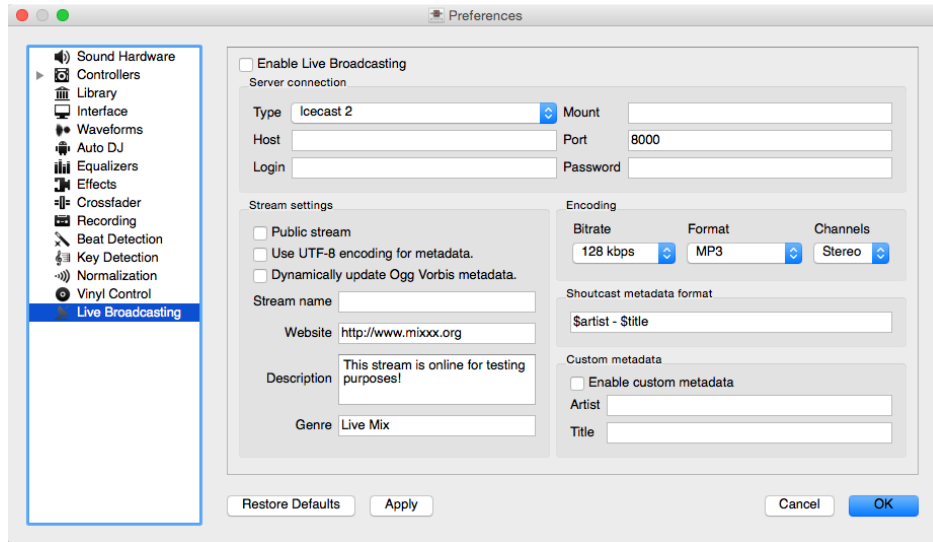 Preferences
Sound Hardware
Controllers
Library
Interface
Waveforms
Auto DJ
Equalizers
Effects
Crossfader
Recording
Beat Detection
Key Detection
Normalization
Vinyl Control
Live Broadcasting
Enable Live Broadcasting
Server connection
Type Icecast 2 Mount
Host Port 8000
Login Password
Stream settings
Public stream
Use UTF-8 encoding for metadata.
Dynamically update Ogg Vorbis metadata.
Stream name
Website http://www.mixxx.org
Description This stream is online for testing
purposes!
Genre Live Mix
Encoding
Bitrate Format Channels
128 kbps MP3 Stereo
Shoutcast metadata format
$artist - $title
Custom metadata
Enable custom metadata
Artist
Title
Restore Defaults Apply Cancel OK